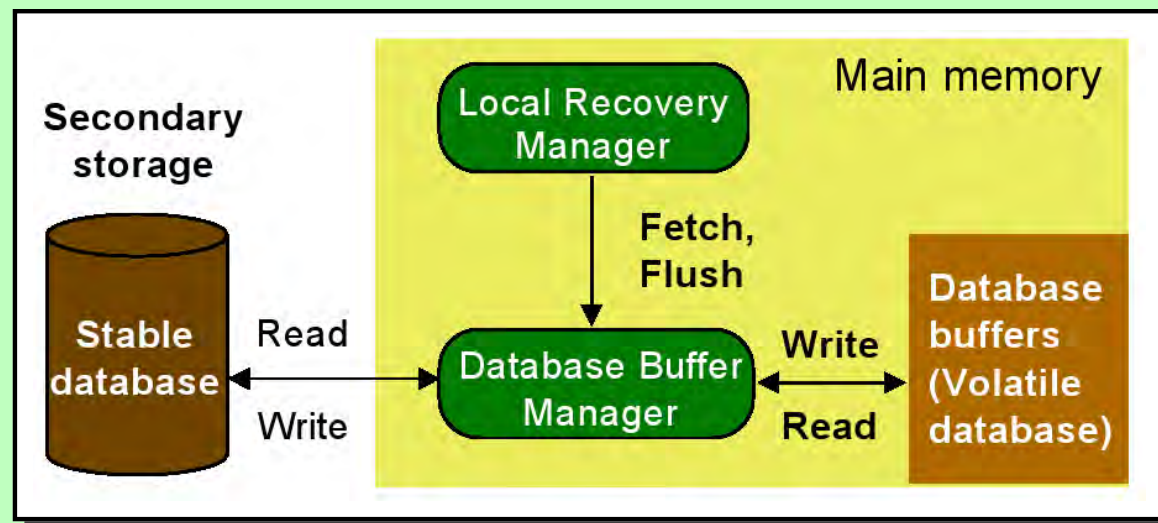 Main memory
Local Recovery
Manager
Secondary
storage
Fetch,
Flush
Stable
database
Read
Write
Database Buffer
Manager
Write
Read
Database
buffers
(Volatile
database)